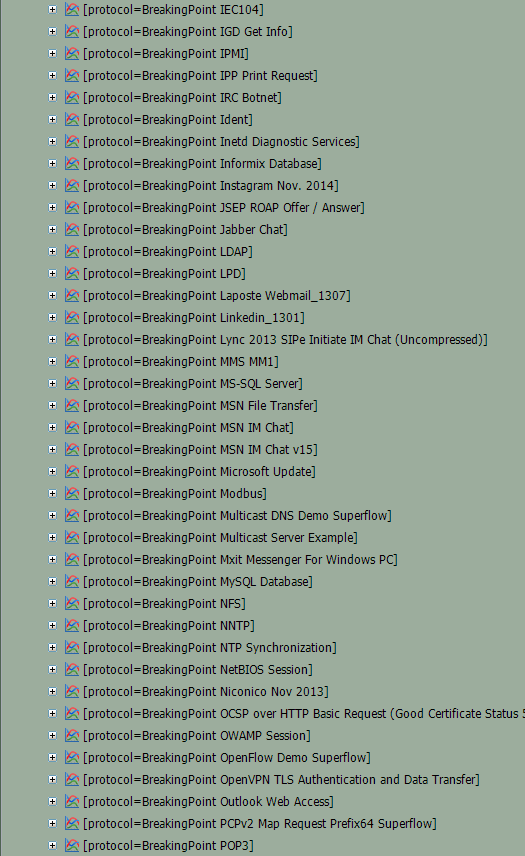 [protocol=BreakingPoint IEC104]
[protocol=BreakingPoint IGD Get Info]
[protocol=BreakingPoint IPMI]
[protocol=BreakingPoint IPP Print Request]
[protocol=BreakingPoint IRC Botnet]
[protocol=BreakingPoint Ident]
[protocol=BreakingPoint Inetd Diagnostic Services]
[protocol=BreakingPoint Informix Database]
[protocol=BreakingPoint Instagram Nov. 2014]
[protocol=BreakingPoint JSEP ROAP Offer / Answer]
[protocol=BreakingPoint Jabber Chat]
[protocol=BreakingPoint LDAP]
[protocol=BreakingPoint LPD]
[protocol=BreakingPoint Laposte Webmail_1307]
[protocol=BreakingPoint Linkedin_1301]
[protocol=BreakingPoint Lync 2013 SIPe Initiate IM Chat (Uncompressed)]
[protocol=BreakingPoint MMS MM1]
[protocol=BreakingPoint MS-SQL Server]
[protocol=BreakingPoint MSN File Transfer]
[protocol=BreakingPoint MSN IM Chat]
[protocol=BreakingPoint MSN IM Chat v15]
[protocol=BreakingPoint Microsoft Update]
[protocol=BreakingPoint Modbus]
[protocol=BreakingPoint Multicast DNS Demo Superflow]
[protocol=BreakingPoint Multicast Server Example]
[protocol=BreakingPoint Mxit Messenger For Windows PC]
[protocol=BreakingPoint MySQL Database]
[protocol=BreakingPoint NFS]
[protocol=BreakingPoint NNTP]
[protocol=BreakingPoint NTP Synchronization]
[protocol=BreakingPoint NetBIOS Session]
[protocol=BreakingPoint Niconico Nov 2013]
[protocol=BreakingPoint OCSP over HTTP Basic Request (Good Certificate Status
[protocol=BreakingPoint OWAMP Session]
[protocol=BreakingPoint OpenFlow Demo Superflow]
[protocol=BreakingPoint OpenVPN TLS Authentication and Data Transfer]
[protocol=BreakingPoint Outlook Web Access]
[protocol=BreakingPoint PCPv2 Map Request Prefix64 Superflow]
[protocol=BreakingPoint POP3]